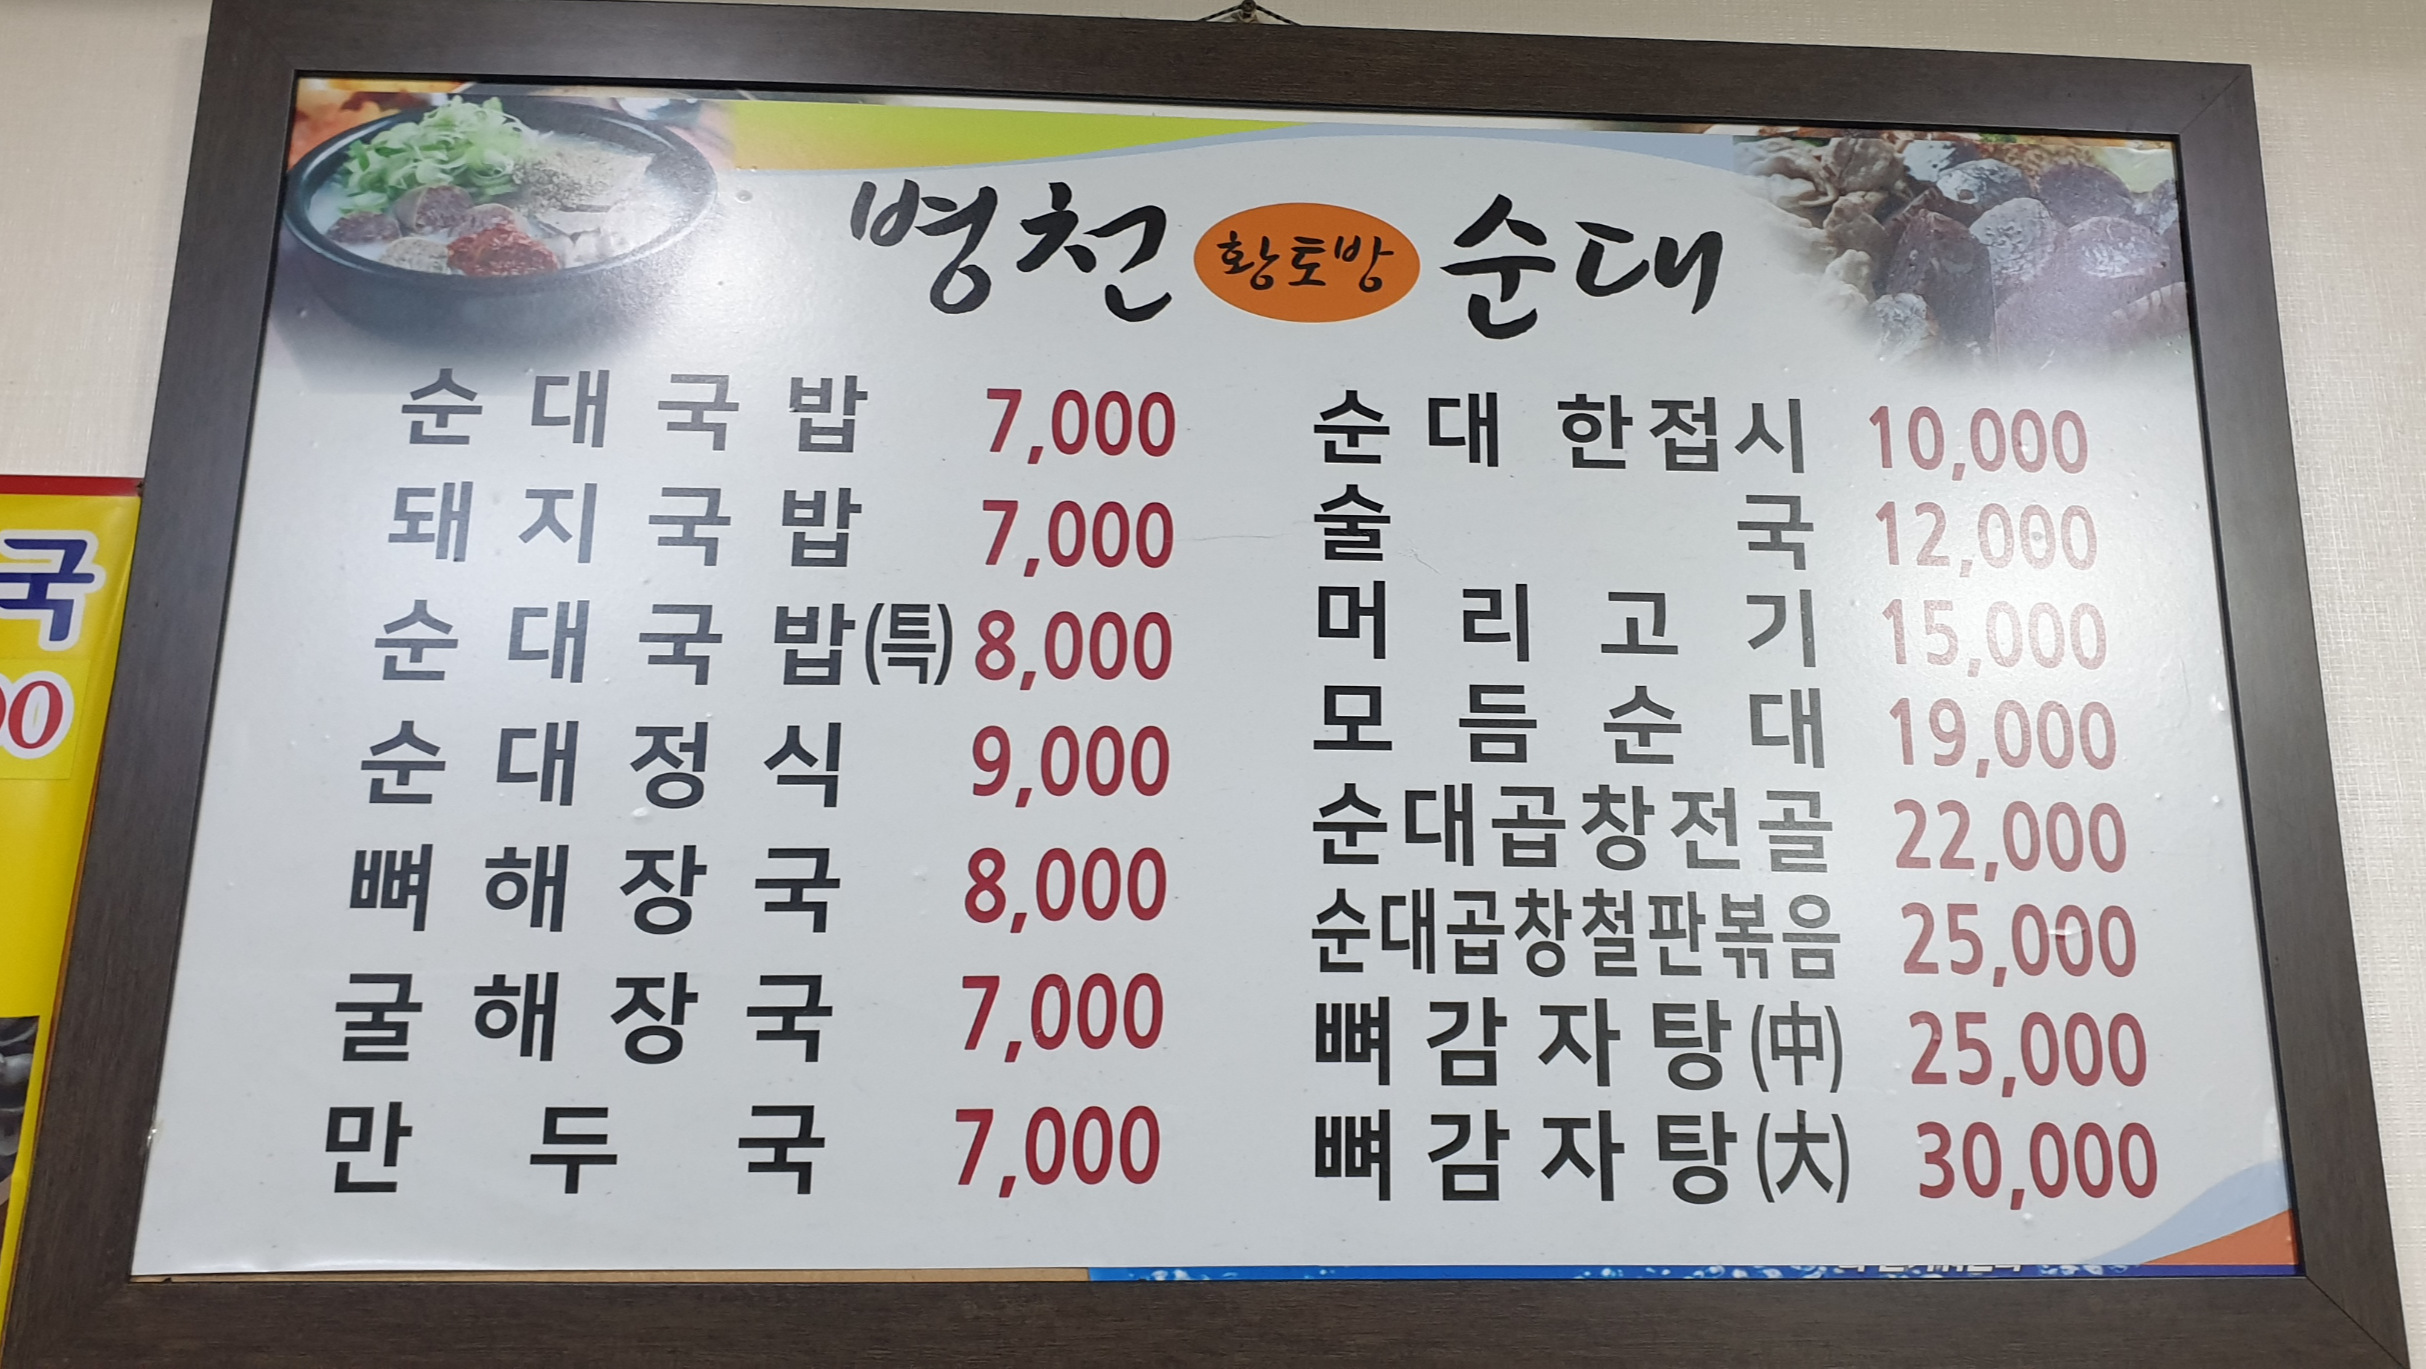 병천 황토방 순대
순대국밥 7,000
돼지국밥 7,000
순대국밥(특) 8,000
순대정식 9,000
뼈해장국 8,000
굴해장국 7,000
만두국 7,000
순대 한접시 10,000
술국 12,000
머리고기 15,000
모듬순대 19,000
순대곱창전골 22,000
순대곱창철판볶음 25,000
뼈감자탕(中) 25,000
뼈감자탕(大) 30,000
국